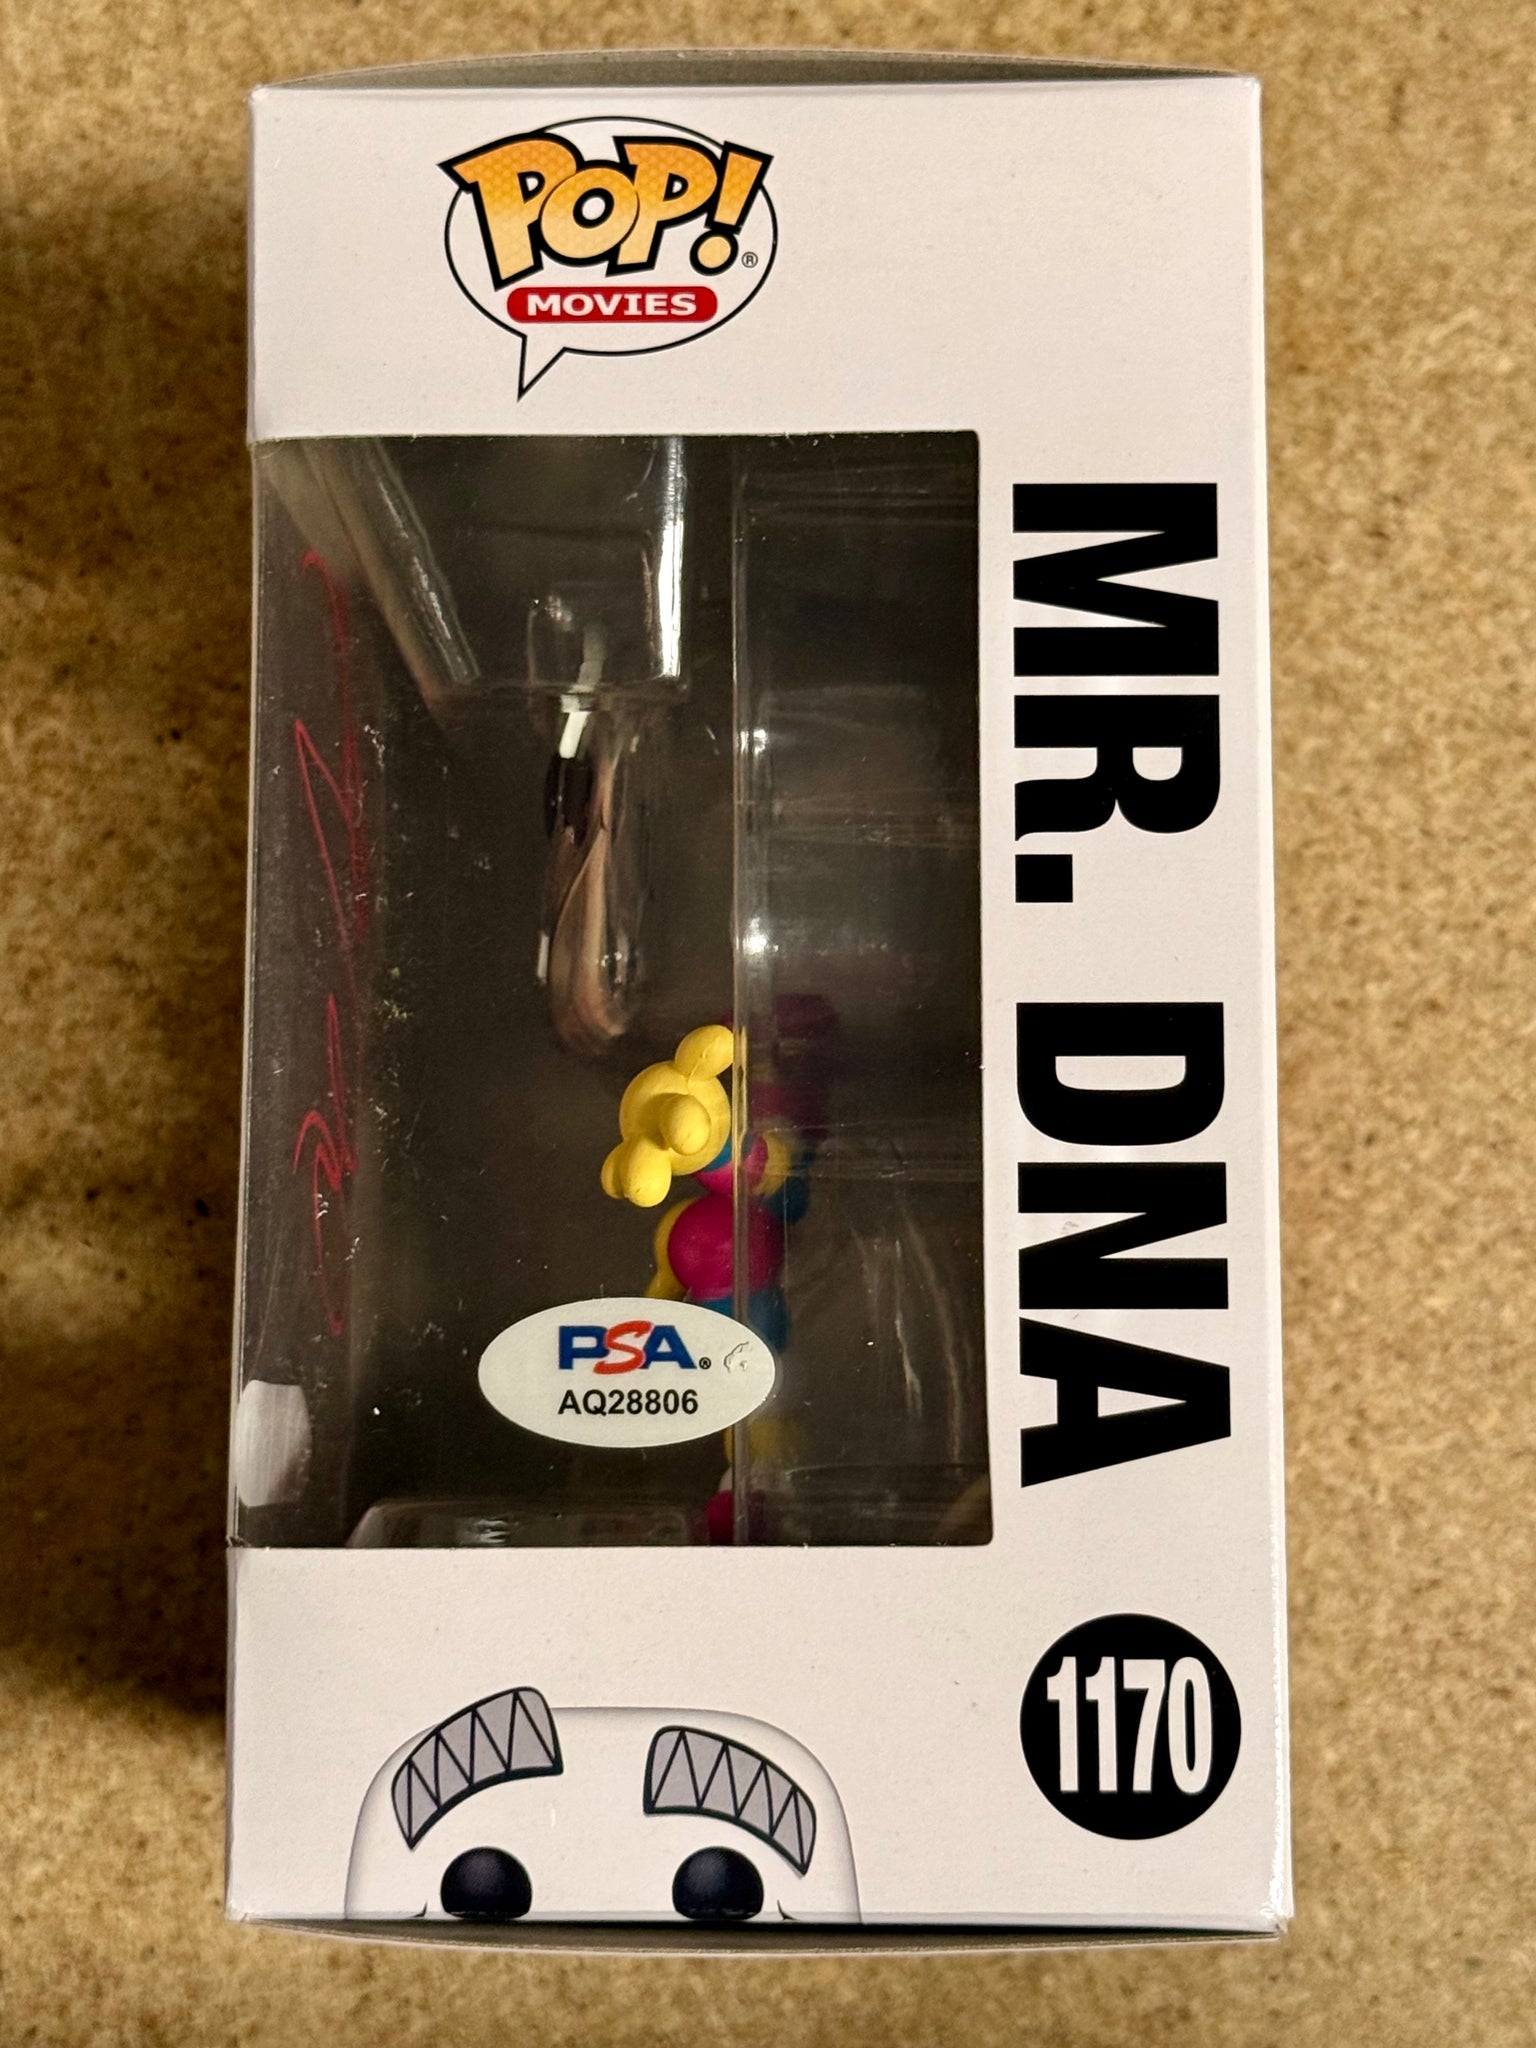 POP! ®
MOVIES
MR. DNA
PSA®
AQ28806
1170